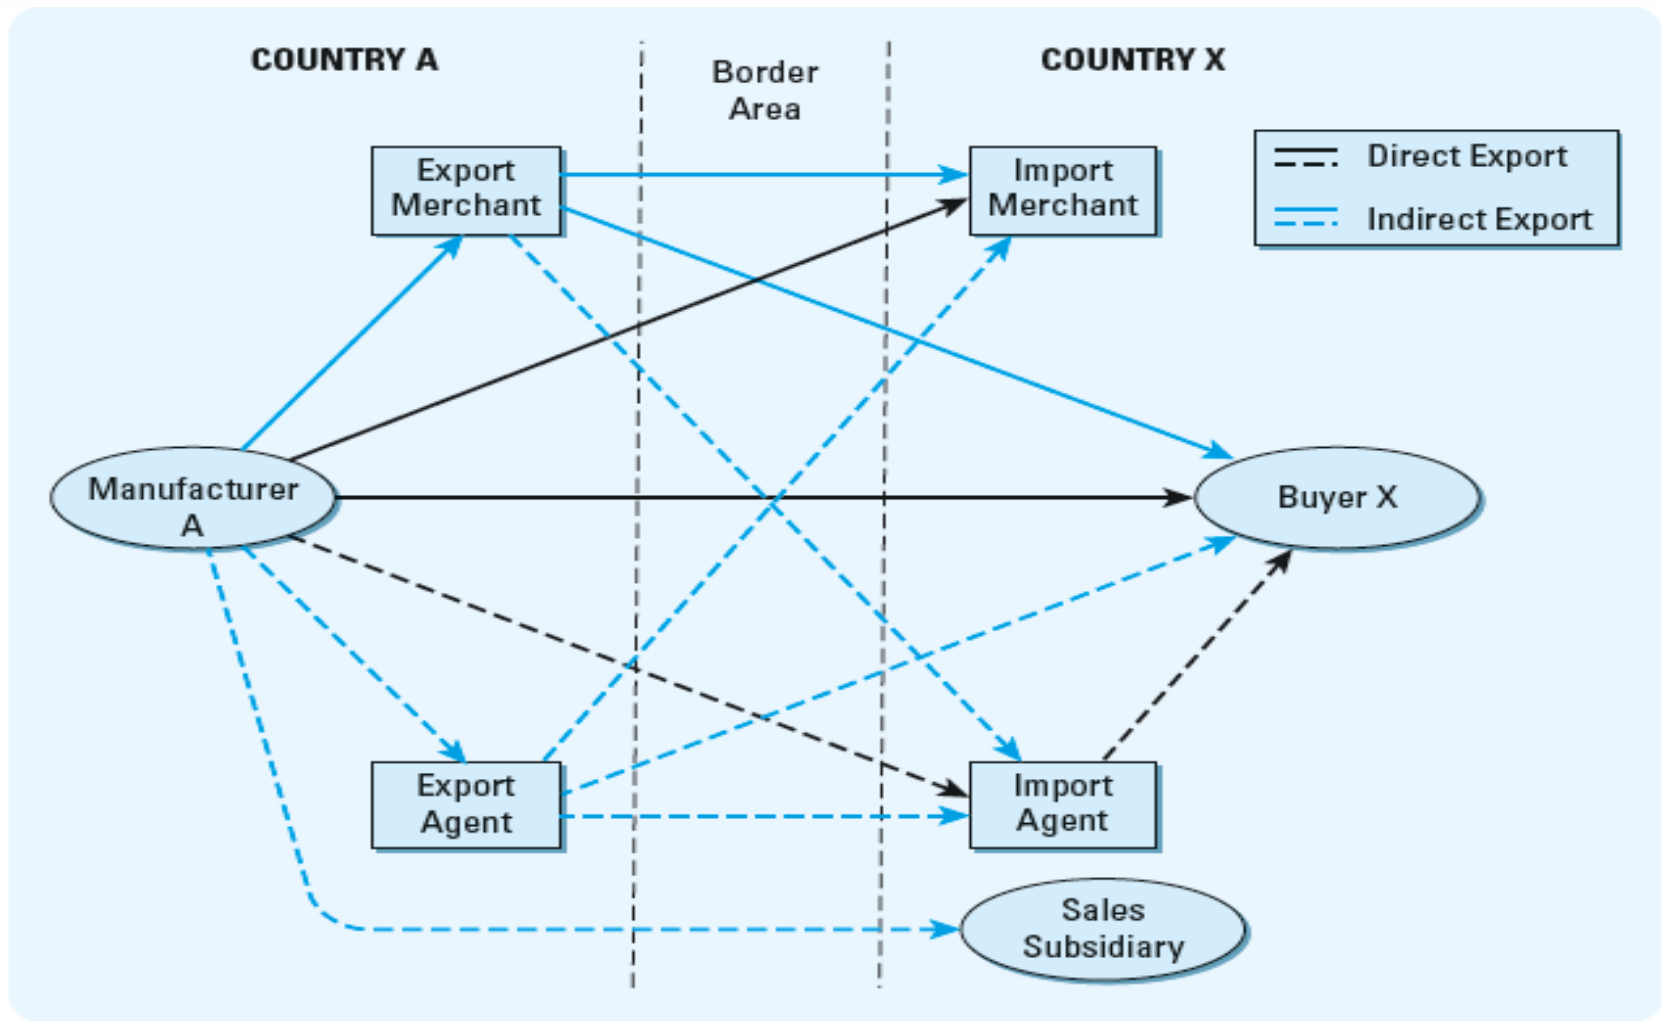 COUNTRY A
Border
Area
COUNTRY X
Export
Merchant
Import
Merchant
Direct Export
Indirect Export
Manufacturer
A
Buyer X
Export
Agent
Import
Agent
Sales
Subsidiary